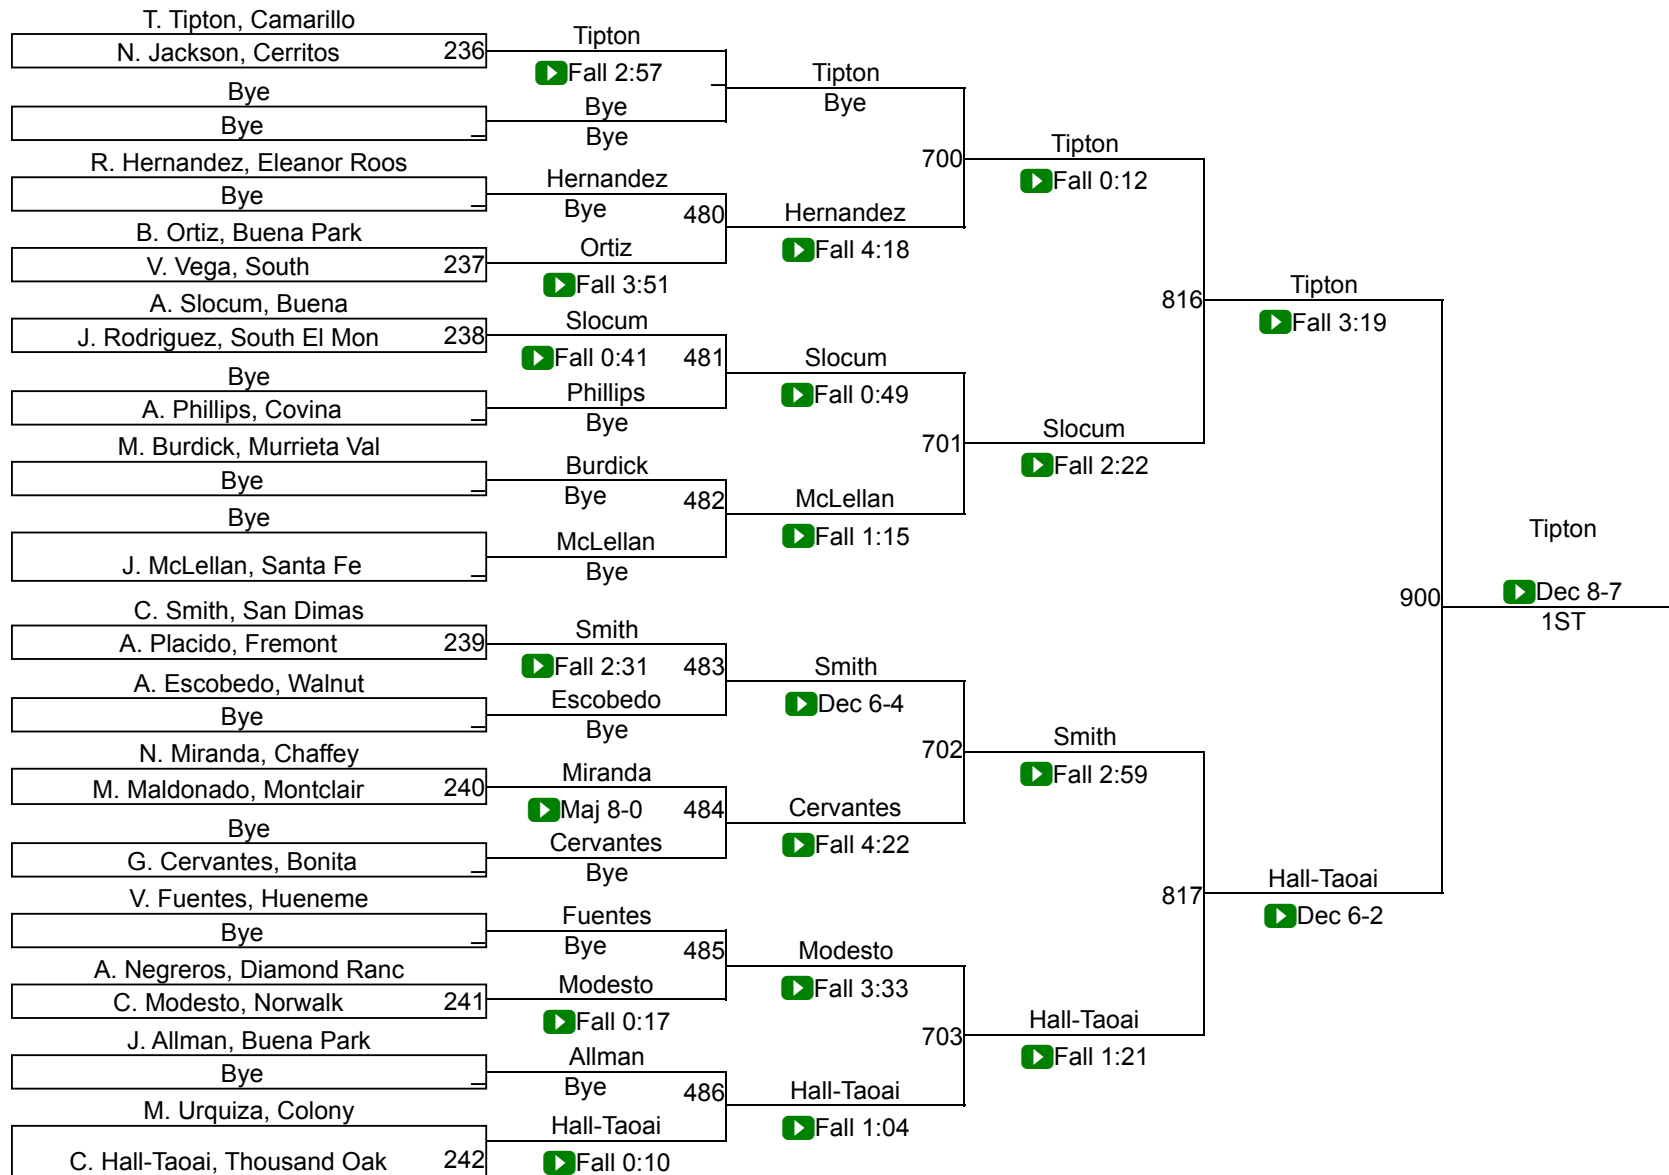 T. Tipton, Camarillo
N. Jackson, Cerritos 236
Bye
Bye _
R. Hernandez, Eleanor Roos
Bye _
B. Ortiz, Buena Park
V. Vega, South 237
A. Slocum, Buena
J. Rodriguez, South El Mon 238
Bye
A. Phillips, Covina _
M. Burdick, Murrieta Val
Bye _
Bye
J. McLellan, Santa Fe _
C. Smith, San Dimas
A. Placido, Fremont 239
A. Escobedo, Walnut
Bye _
N. Miranda, Chaffey
M. Maldonado, Montclair 240
Bye
G. Cervantes, Bonita _
V. Fuentes, Hueneme
Bye _
A. Negreros, Diamond Ranc
C. Modesto, Norwalk 241
J. Allman, Buena Park
Bye _
M. Urquiza, Colony
C. Hall-Taoai, Thousand Oak 242
Tipton
Fall 2:57 _
Bye
Bye
Hernandez
Bye 480
Ortiz
Fall 3:51
Slocum
Fall 0:41 481
Phillips
Bye
Burdick
Bye 482
McLellan
Bye
Smith
Fall 2:31 483
Escobedo
Bye
Miranda
Maj 8-0 484
Cervantes
Bye
Fuentes
Bye 485
Modesto
Fall 0:17
Allman
Bye 486
Hall-Taoai
Fall 0:10
Tipton
Bye
700
Hernandez
Fall 4:18
Slocum
Fall 0:49
701
McLellan
Fall 1:15
Smith
Dec 6-4
702
Cervantes
Fall 4:22
Modesto
Fall 3:33
703
Hall-Taoai
Fall 1:04
Tipton
Fall 0:12
816
Slocum
Fall 2:22
Smith
Fall 2:59
817
Hall-Taoai
Fall 1:21
Tipton
Fall 3:19
900
Hall-Taoai
Dec 6-2
Tipton
Dec 8-7
1ST